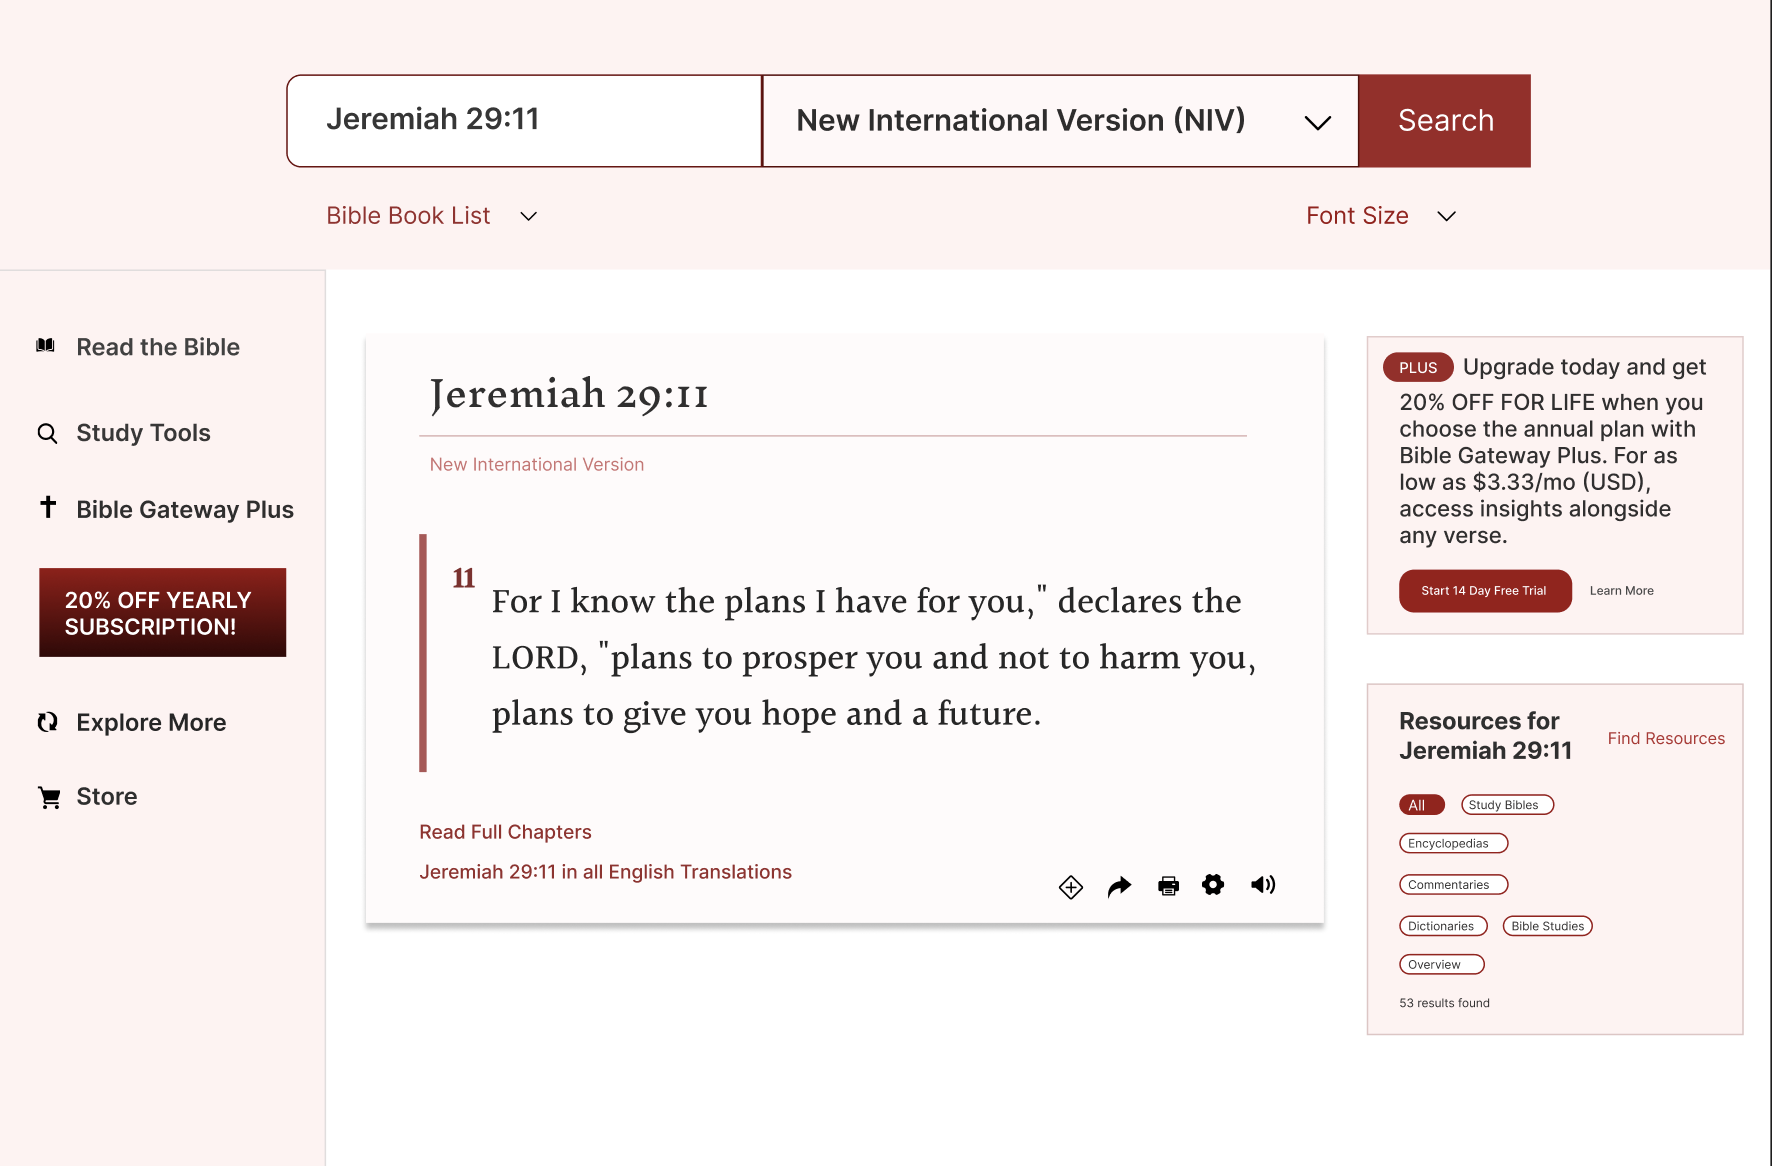 Jeremiah 29:11
New International Version (NIV)
Search
Bible Book List
Font Size
Read the Bible
Study Tools
Bible Gateway Plus
20% OFF YEARLY
SUBSCRIPTION!
Explore More
Store
Jeremiah 29:11
New International Version
11
For I know the plans I have for you," declares the
LORD, "plans to prosper you and not to harm you,
plans to give you hope and a future.
Read Full Chapters
Jeremiah 29:11 in all English Translations
PLUS Upgrade today and get
20% OFF FOR LIFE when you
choose the annual plan with
Bible Gateway Plus. For as
low as $3.33/mo (USD),
access insights alongside
any verse.
Start 14 Day Free Trial
Learn More
Resources for
Jeremiah 29:11
Find Resources
All
Study Bibles
Encyclopedias
Commentaries
Dictionaries
Bible Studies
Overview
53 results found